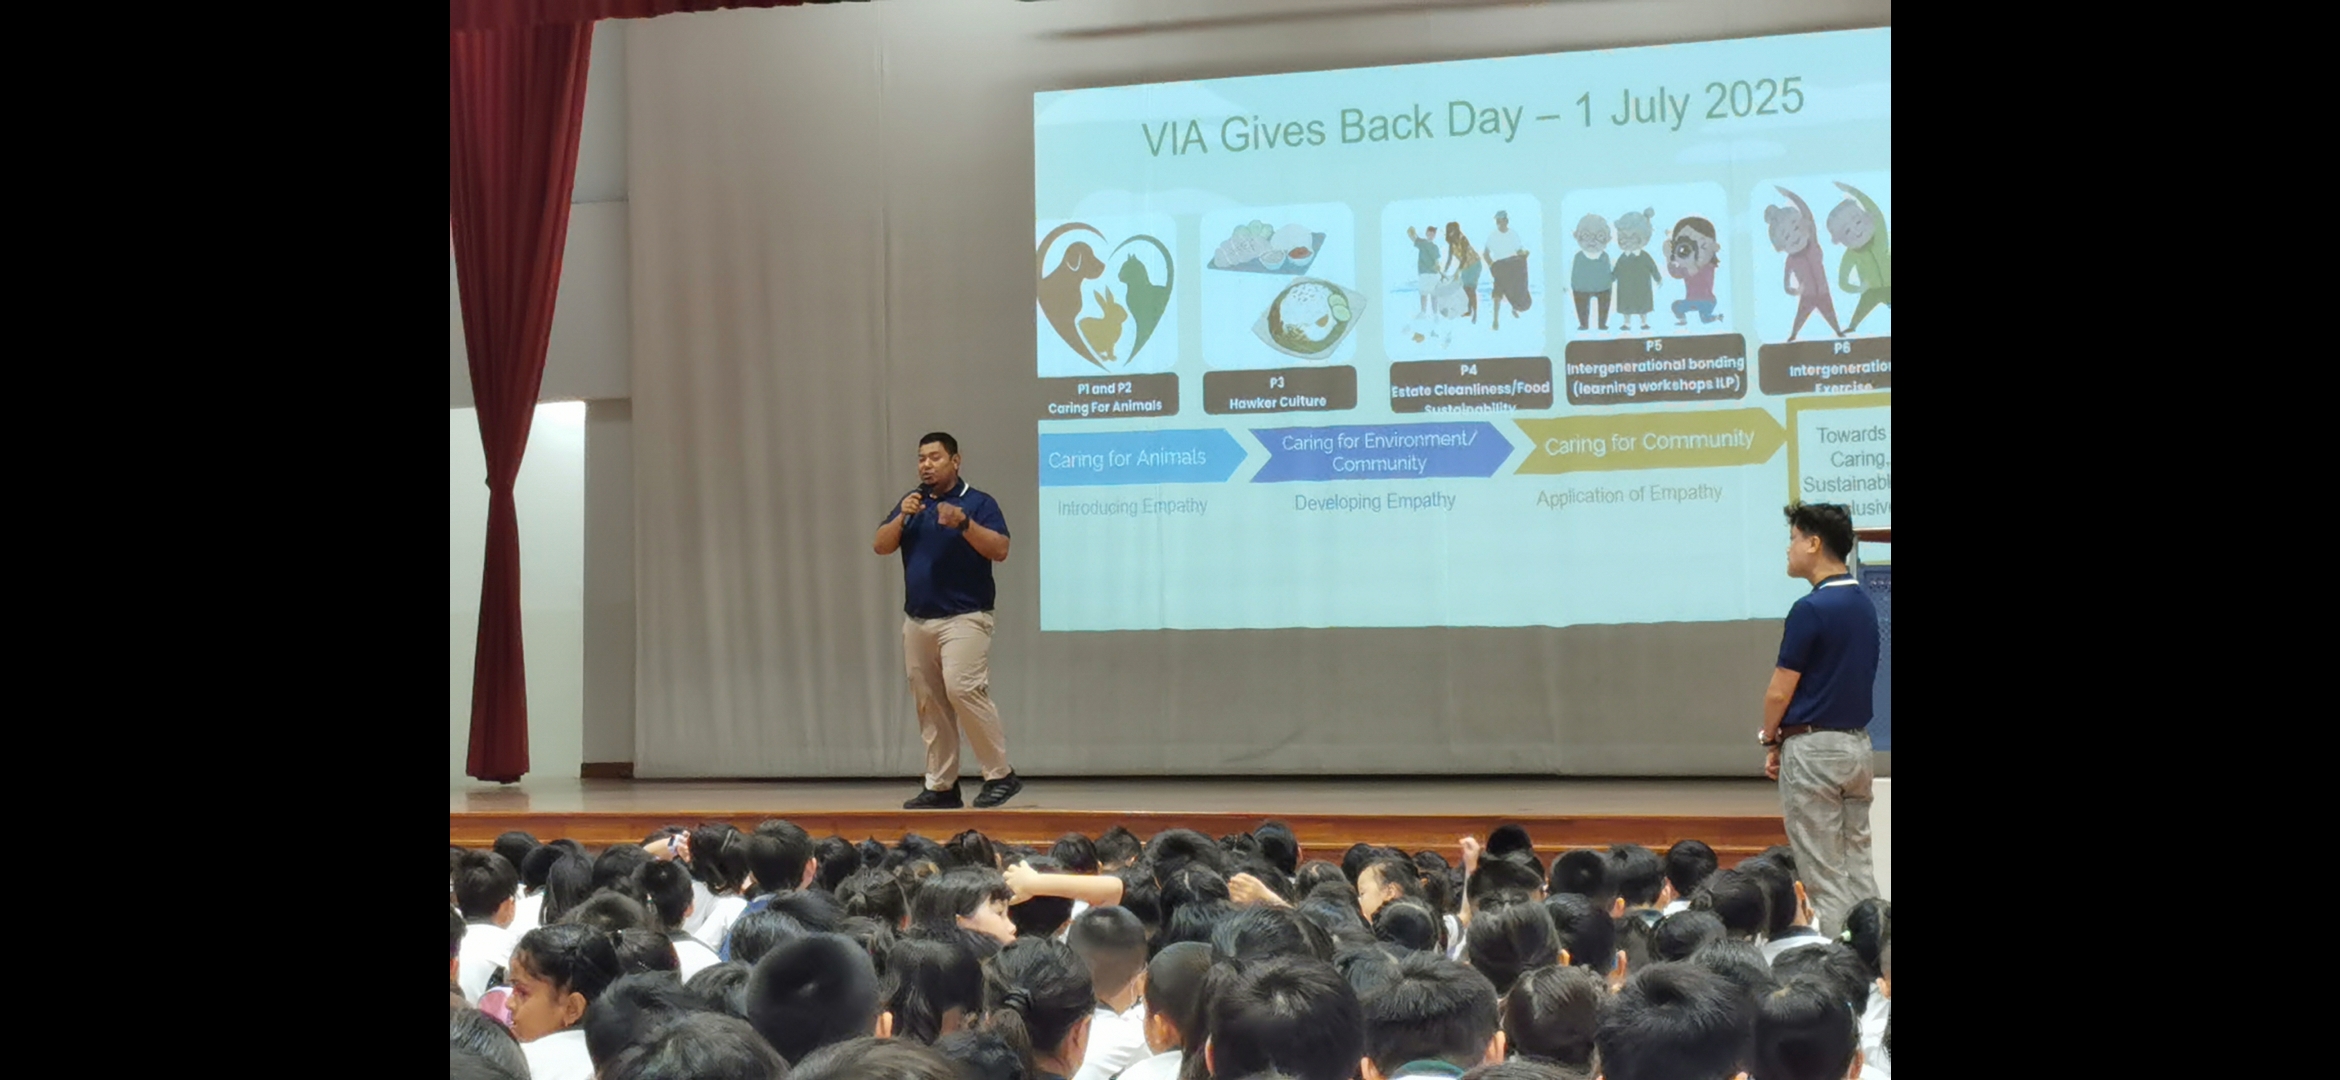 VIA Gives Back Day – 1 July 2025
P1 and P2
Caring For Animals
P3
Hawker Culture
P4
Estate Cleanliness/Food
Sustainability
P5
Intergenerational bonding
(learning workshops ILP)
P6
Exercise
Caring for Animals
Caring for Environment/
Community
Caring for Community
Towards
Caring,
Introducing Empathy
Developing Empathy
Application of Empathy